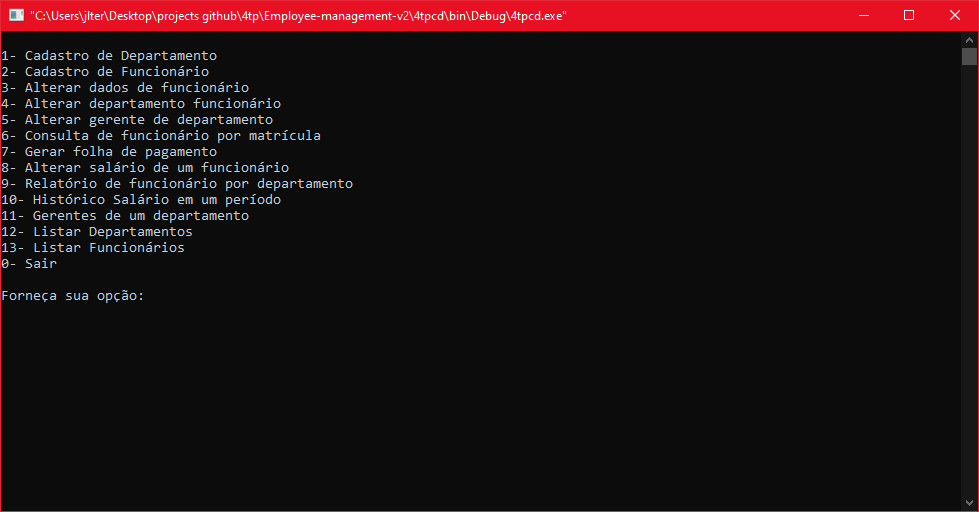 "C:\Users\jlter\Desktop\projects github\4tp\Employee-management-v2\4tpcd\bin\Debug\4tpcd.exe"
1- Cadastro de Departamento
2- Cadastro de Funcionário
3- Alterar dados de funcionário
4- Alterar departamento funcionário
5- Alterar gerente de departamento
6- Consulta de funcionário por matrícula
7- Gerar folha de pagamento
8- Alterar salário de um funcionário
9- Relatório de funcionário por departamento
10- Histórico Salário em um período
11- Gerentes de um departamento
12- Listar Departamentos
13- Listar Funcionários
0- Sair
Forneça sua opção: